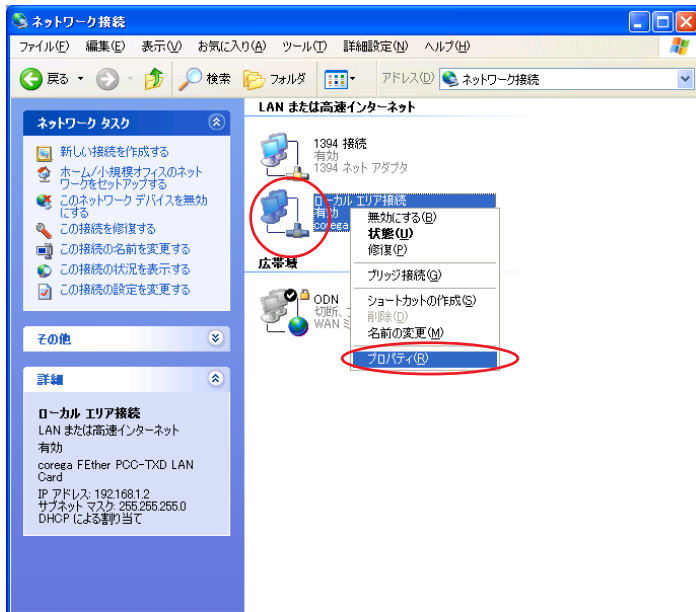 ネットワーク接続
ファイル(F) 編集(E) 表示(V) お気に入り(A) ツール(T) 詳細設定(N) ヘルプ(H)
戻る 検索 フォルダ アドレス(D) ネットワーク接続
ネットワーク タスク
新しい接続を作成する
ホーム/小規模オフィスのネット
ワークをセットアップする
このネットワーク デバイスを無効
にする
この接続を修復する
この接続の名前を変更する
この接続の状況を表示する
この接続の設定を変更する
その他
詳細
ローカル エリア接続
LAN または高速インターネット
有効
corega FEther PCC-TXD LAN
Card
IP アドレス: 192.168.1.2
サブネット マスク: 255.255.255.0
DHCP による割り当て
LAN または高速インターネット
1394 接続
有効
1394 ネット アダプタ
ローカル エリア接続
有効
corega
無効にする(B)
状態(U)
修復(P)
ブリッジ接続(G)
ショートカットの作成(S)
削除(D)
名前の変更(M)
プロパティ(R)
広帯域
ODN
切断、
WAN